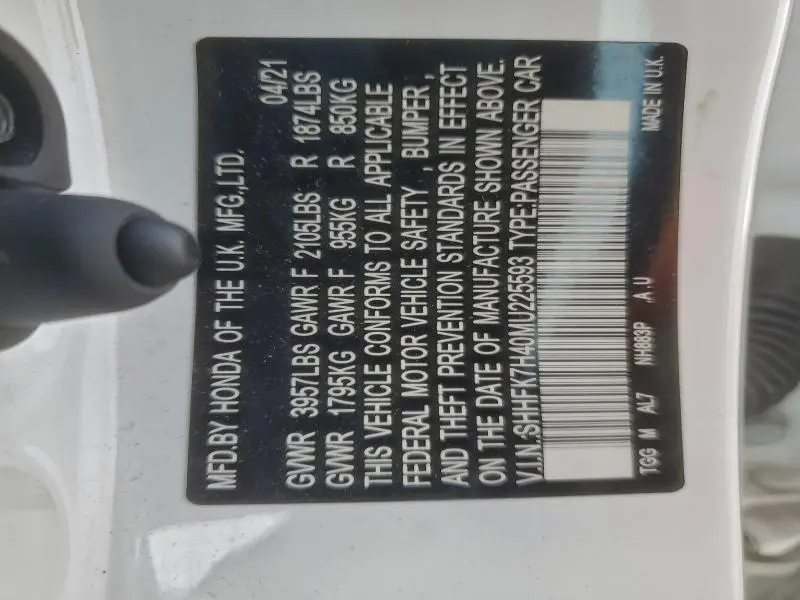 MFD.BY HONDA OF THE U.K. MFG.,LTD. 04/21
GVWR 3957LBS GAWR F 2105LBS R 1874LBS
GVWR 1795KG GAWR F 955KG R 850KG
THIS VEHICLE CONFORMS TO ALL APPLICABLE
FEDERAL MOTOR VEHICLE SAFETY , BUMPER ,
AND THEFT PREVENTION STANDARDS IN EFFECT
ON THE DATE OF MANUFACTURE SHOWN ABOVE.
V.I.N.:SHHFK7H40MU225593 TYPE:PASSENGER CAR
TGG M AL7 NH883P .A .U MADE IN U.K.